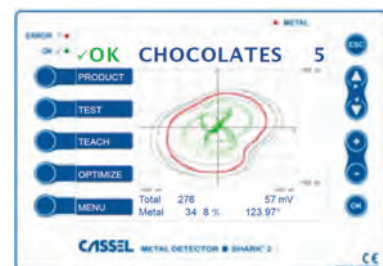 METAL
ERROR
OK
✓OK CHOCOLATES 5
ESC
PRODUCT
TEST
TEACH
OPTIMIZE
MENU
+
-
OK
Total 276 57 mV
Metal 34 8 % 123.97°
CASSEL METAL DETECTOR SHARK® 2
CE